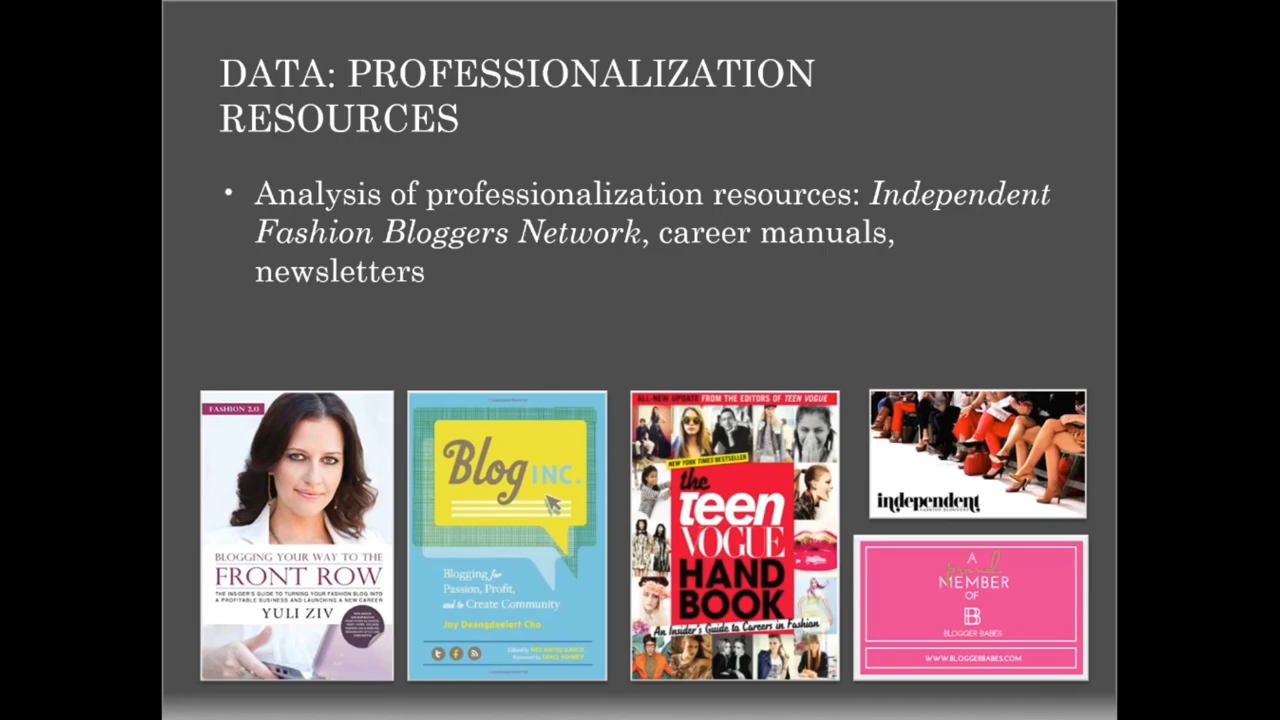 DATA: PROFESSIONALIZATION
RESOURCES
• Analysis of professionalization resources: Independent
Fashion Bloggers Network, career manuals,
newsletters
FASHION 2.0
BLOGGING YOUR WAY TO THE
FRONT ROW
THE INSIDER'S GUIDE TO TURNING YOUR FASHION BLOG INTO
A PROFITABLE BUSINESS AND LAUNCHING A NEW CAREER
YULI ZIV
Blog INC.
Blogging for
Passion, Profit,
and to Create Community
Joy Deangdeelert Cho
ALL-NEW UPDATE FROM THE EDITORS OF TEEN VOGUE
NEW YORK TIMES BESTSELLER
the
teen
VOGUE
HAND
BOOK
An Insider's Guide to Careers in Fashion
independent
FASHION BLOGGERS
A
proud
MEMBER
OF
B
BLOGGER BABES
WWW.BLOGGERBABES.COM